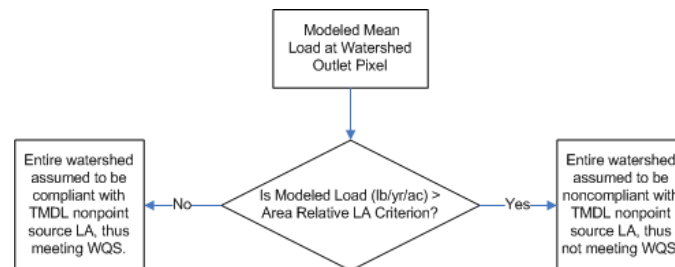 Modeled Mean
Load at Watershed
Outlet Pixel
Entire watershed
assumed to be
compliant with
TMDL nonpoint
source LA, thus
meeting WQS.
No
Is Modeled Load (lb/yr/ac) >
Area Relative LA Criterion?
Yes
Entire watershed
assumed to be
noncompliant with
TMDL nonpoint
source LA, thus
not meeting WQS